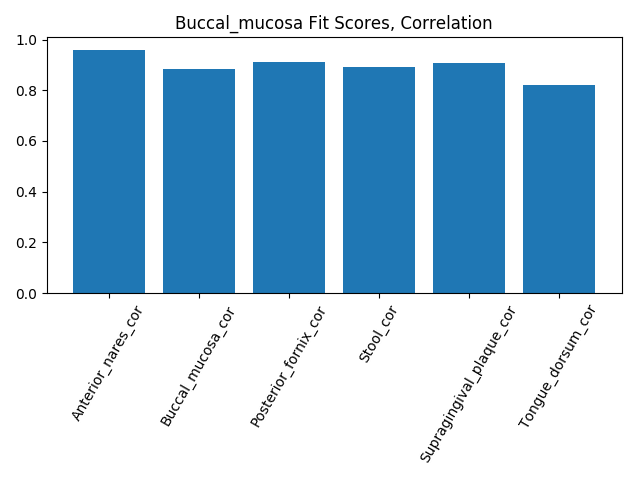 Buccal_mucosa Fit Scores, Correlation
1.0
0.8
0.6
0.4
0.2
0.0
Anterior_nares_cor
Buccal_mucosa_cor
Posterior_fornix_cor
Stool_cor
Supragingival_plaque_cor
Tongue_dorsum_cor